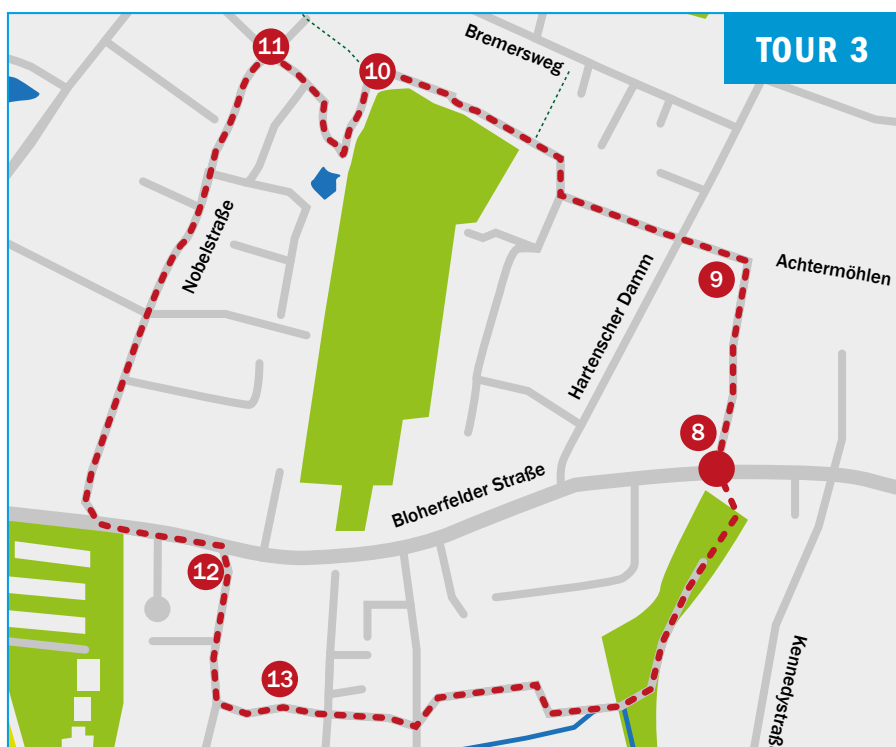 TOUR 3
Bremersweg
11
10
Achtermöhlen
9
Nobelstraße
Hartenscher Damm
8
Bloherfelder Straße
12
13
Kennedystraß